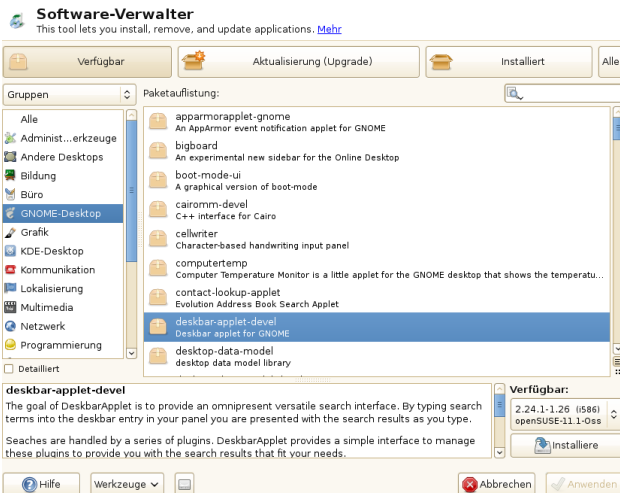 Software-Verwalter
This tool lets you install, remove, and update applications. Mehr
Verfügbar
Aktualisierung (Upgrade)
Installiert
Alle
Gruppen
Paketauflistung:
Alle
Administ...erkzeuge
Andere Desktops
Bildung
Büro
GNOME-Desktop
Grafik
KDE-Desktop
Kommunikation
Lokalisierung
Multimedia
Netzwerk
Programmierung
Detailliert
apparmorapplet-gnome
An AppArmor event notification applet for GNOME
bigboard
An experimental new sidebar for the Online Desktop
boot-mode-ui
A graphical version of boot-mode
cairomm-devel
C++ interface for Cairo
cellwriter
Character-based handwriting input panel
computertemp
Computer Temperature Monitor is a little applet for the GNOME desktop that shows the temperatu...
contact-lookup-applet
Evolution Address Book Search Applet
deskbar-applet-devel
Deskbar applet for GNOME
desktop-data-model
desktop data model library
deskbar-applet-devel
The goal of DeskbarApplet is to provide an omnipresent versatile search interface. By typing search
terms into the deskbar entry in your panel you are presented with the search results as you type.
Seaches are handled by a series of plugins. DeskbarApplet provides a simple interface to manage
these plugins to provide you with the search results that fit your needs.
Verfügbar:
2.24.1-1.26 (i586)
openSUSE-11.1-Oss
Installiere
Hilfe
Werkzeuge
Abbrechen
Anwenden